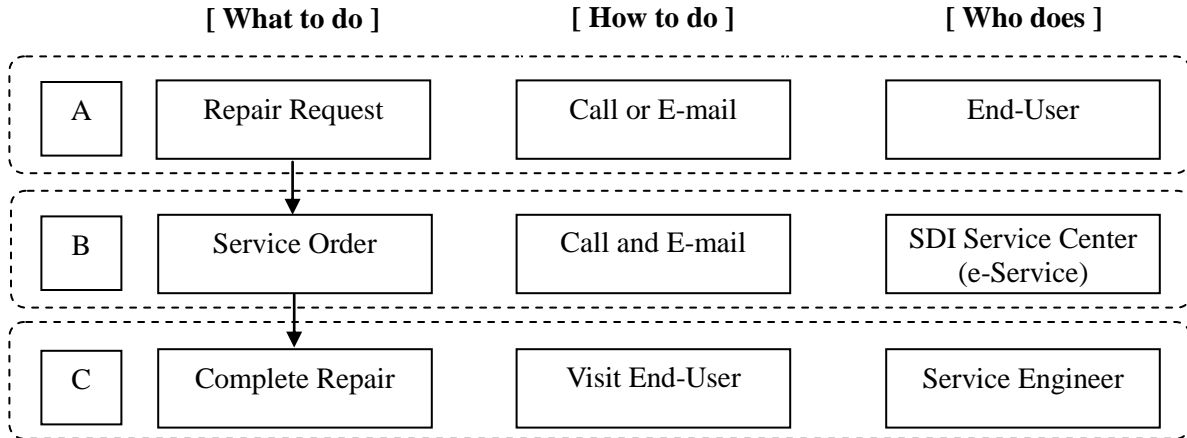 [ What to do ] [ How to do ] [ Who does ]
A Repair Request Call or E-mail End-User
B Service Order Call and E-mail SDI Service Center
(e-Service)
C Complete Repair Visit End-User Service Engineer